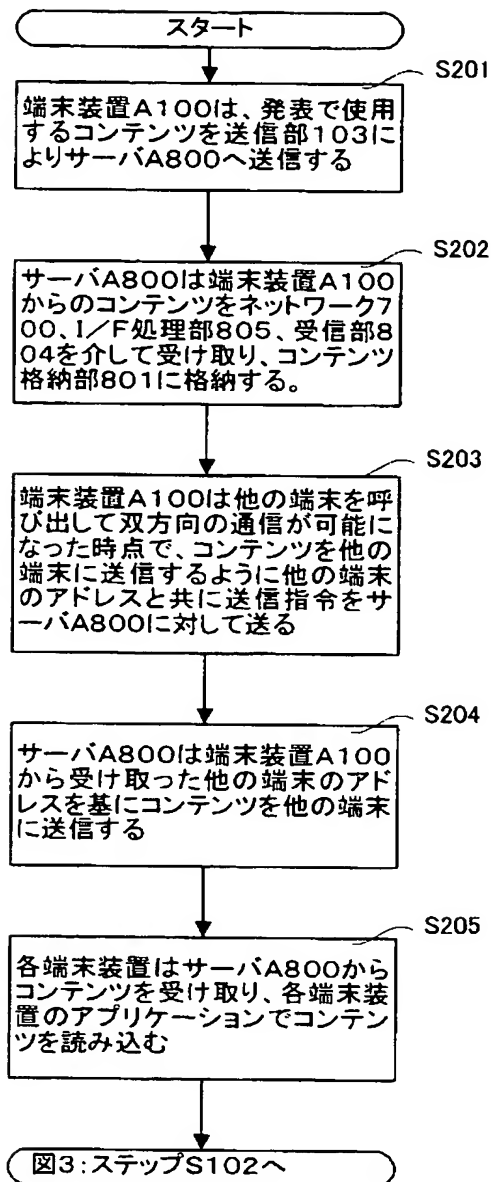 スタート
S201
端末装置A100は、発表で使用
するコンテンツを送信部103に
よりサーバA800へ送信する
S202
サーバA800は端末装置A100
からのコンテンツをネットワーク7
00、I/F処理部805、受信部8
04を介して受け取り、コンテンツ
格納部801に格納する。
S203
端末装置A100は他の端末を呼
び出して双方向の通信が可能に
なった時点で、コンテンツを他の
端末に送信するように他の端末
のアドレスと共に送信指令をサ
ーバA800に対して送る
S204
サーバA800は端末装置A100
から受け取った他の端末のアド
レスを基にコンテンツを他の端末
に送信する
S205
各端末装置はサーバA800から
コンテンツを受け取り、各端末装
置のアプリケーションでコンテン
ツを読み込む
図3:ステップS102へ